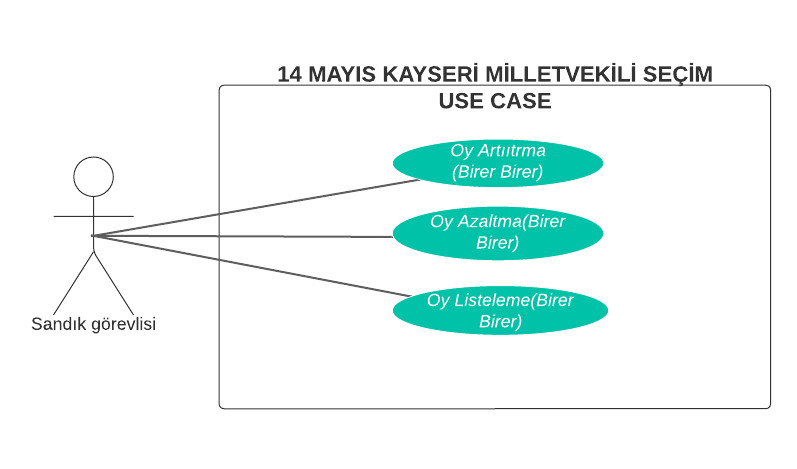 14 MAYIS KAYSERİ MİLLETVEKİLİ SEÇİM
USE CASE
Oy Artııtrma
(Birer Birer)
Oy Azaltma(Birer
Birer)
Oy Listeleme(Birer
Birer)
Sandık görevlisi